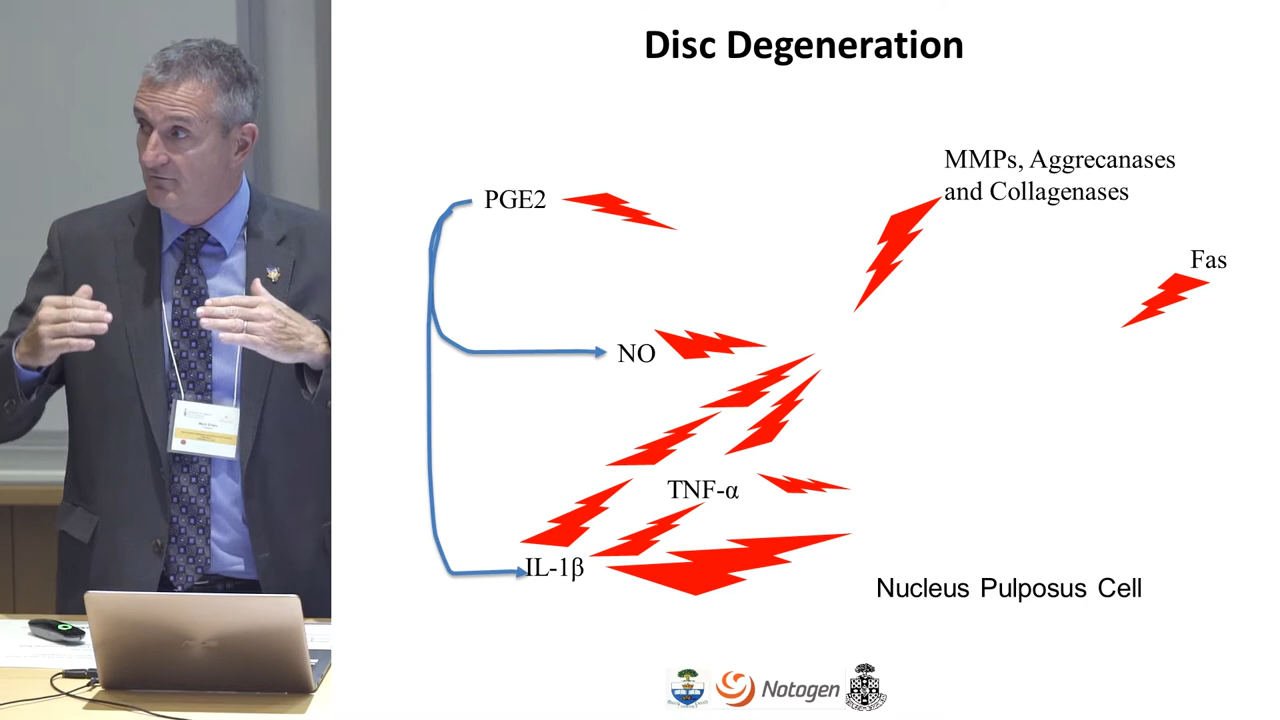 Disc Degeneration
MMPs, Aggrecanases
and Collagenases
PGE2
Fas
NO
TNF-α
IL-1β
Nucleus Pulposus Cell
Notogen